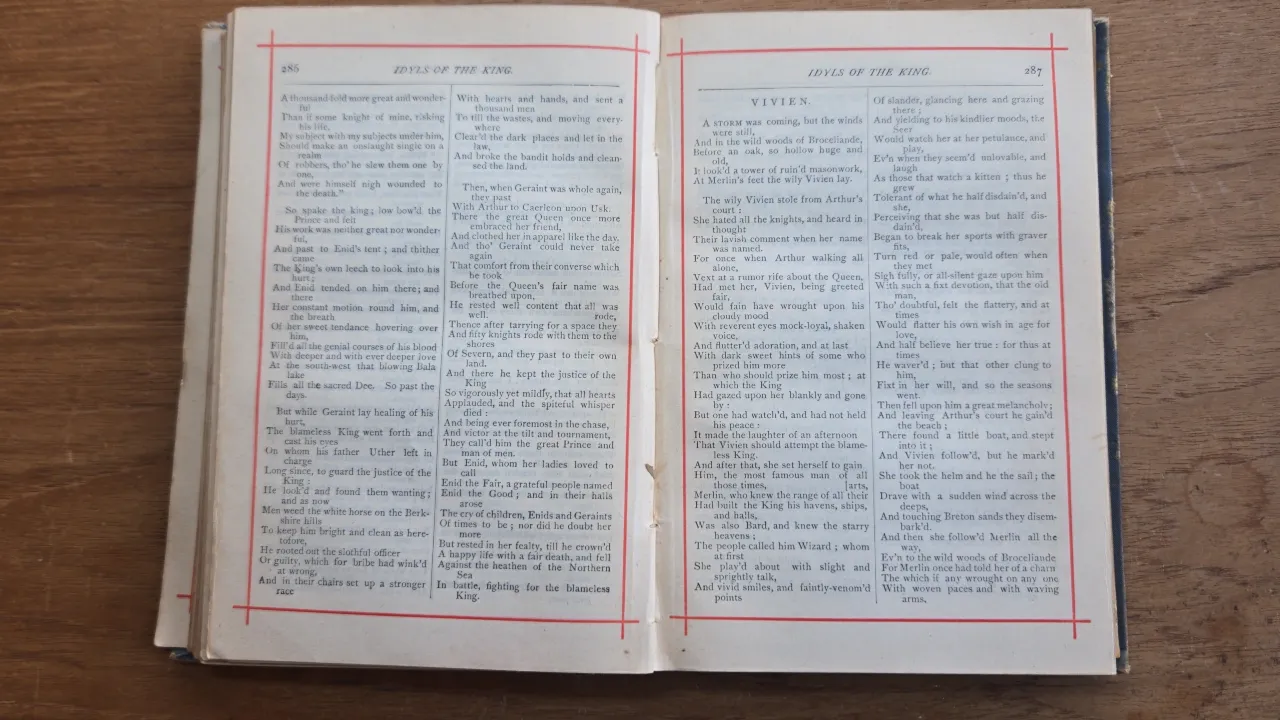 286
IDYLS OF THE KING.
A thousand-fold more great and wonder-
ful
Than if some knight of mine, risking
his life,
My subject with my subjects under him,
Should make an onslaught single on a
realm
Of robbers, tho' he slew them one by
one,
And were himself nigh wounded to
the death."
So spake the king; low bow'd the
Prince and felt
His work was neither great nor wonder-
ful,
And past to Enid's tent; and thither
came
The King's own leech to look into his
hurt;
And Enid tended on him there; and
there
Her constant motion round him, and
the breath
Of her sweet tendance hovering over
him,
Fill'd all the genial courses of his blood
With deeper and with ever deeper love
As the south-west that blowing Bala
lake
Fills all the sacred Dee. So past the
days.
But while Geraint lay healing of his
hurt,
The blameless King went forth and
cast his eyes
On whom his father Uther left in
charge
Long since, to guard the justice of the
King:
He look'd and found them wanting;
and as now
Men weed the white horse on the Berk-
shire hills
To keep him bright and clean as here-
tofore,
He rooted out the slothful officer
Or guilty, which for bribe had wink'd
at wrong,
And in their chairs set up a stronger
race
With hearts and hands, and sent a
thousand men
To till the wastes, and moving every-
where
Clear'd the dark places and let in the
law,
And broke the bandit holds and clean-
sed the land.
Then, when Geraint was whole again,
they past
With Arthur to Caerleon upon Usk.
There the great Queen once more
embraced her friend,
And clothed her in apparel like the day.
And tho' Geraint could never take
again
That comfort from their converse which
he took
Before the Queen's fair name was
breathed upon,
He rested well content that all was
well. rode,
Thence after tarrying for a space they
And fifty knights rode with them to the
shores
Of Severn, and they past to their own
land.
And there he kept the justice of the
King
So vigorously yet mildly, that all hearts
Applauded, and the spiteful whisper
died:
And being ever foremost in the chase,
And victor at the tilt and tournament,
They call'd him the great Prince and
man of men.
But Enid, whom her ladies loved to
call
Enid the Fair, a grateful people named
Enid the Good; and in their halls
arose
The cry of children, Enids and Geraints
Of times to be; nor did he doubt her
more
But rested in her fealty, till he crown'd
A happy life with a fair death, and fell
Against the heathen of the Northern
Sea
In battle, fighting for the blameless
King.
IDYLS OF THE KING.
287
VIVIEN.
A STORM was coming, but the winds
were still,
And in the wild woods of Broceliande,
Before an oak, so hollow huge and
old,
It look'd a tower of ruin'd masonwork,
At Merlin's feet the wily Vivien lay.
The wily Vivien stole from Arthur's
court:
She hated all the knights, and heard in
thought
Their lavish comment when her name
was named.
For once when Arthur walking all
alone,
Vext at a rumor rife about the Queen,
Had met her, Vivien, being greeted
fair,
Would fain have wrought upon his
cloudy mood
With reverent eyes mock-loyal, shaken
voice,
And flutter'd adoration, and at last
With dark sweet hints of some who
prized him more
Than who should prize him most; at
which the King
Had gazed upon her blankly and gone
by:
But one had watch'd, and had not held
his peace:
It made the laughter of an afternoon
That Vivien should attempt the blame-
less King.
And after that, she set herself to gain
Him, the most famous man of all
those times, [arts,
Merlin, who knew the range of all their
Had built the King his havens, ships,
and halls,
Was also Bard, and knew the starry
heavens;
The people called him Wizard; whom
at first
She play'd about with slight and
sprightly talk,
And vivid smiles, and faintly-venom'd
points
Of slander, glancing here and grazing
there;
And yielding to his kindlier moods, the
Seer
Would watch her at her petulance, and
play,
Ev'n when they seem'd unlovable, and
laugh
As those that watch a kitten; thus he
grew
Tolerant of what he half disdain'd, and
she,
Perceiving that she was but half dis-
dain'd,
Began to break her sports with graver
fits,
Turn red or pale, would often when
they met
Sigh fully, or all-silent gaze upon him
With such a fixt devotion, that the old
man,
Tho' doubtful, felt the flattery, and at
times
Would flatter his own wish in age for
love,
And half believe her true: for thus at
times
He waver'd; but that other clung to
him,
Fixt in her will, and so the seasons
went.
Then fell upon him a great melancholy;
And leaving Arthur's court he gain'd
the beach;
There found a little boat, and stept
into it;
And Vivien follow'd, but he mark'd
her not.
She took the helm and he the sail; the
boat
Drave with a sudden wind across the
deeps,
And touching Breton sands they disem-
bark'd.
And then she follow'd Merlin all the
way,
Ev'n to the wild woods of Broceliande
For Merlin once had told her of a charm
The which if any wrought on any one
With woven paces and with waving
arms,